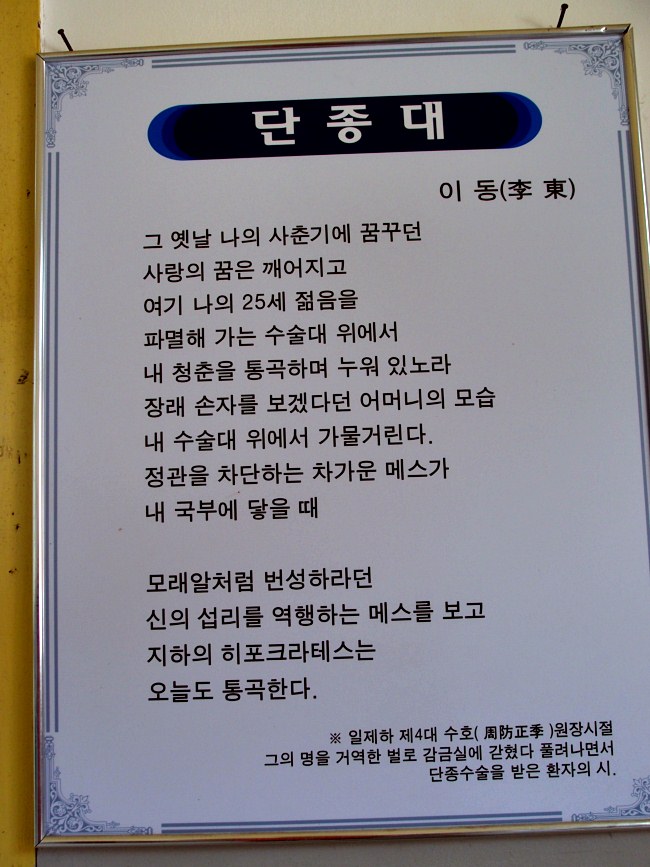 단 종 대
이 동(李 東)
그 옛날 나의 사춘기에 꿈꾸던
사랑의 꿈은 깨어지고
여기 나의 25세 젊음을
파멸해 가는 수술대 위에서
내 청춘을 통곡하며 누워 있노라
장래 손자를 보겠다던 어머니의 모습
내 수술대 위에서 가물거린다.
정관을 차단하는 차가운 메스가
내 국부에 닿을 때
모래알처럼 번성하라던
신의 섭리를 역행하는 메스를 보고
지하의 히포크라테스는
오늘도 통곡한다.
※ 일제하 제4대 수호( 周防正季 )원장시절
그의 명을 거역한 벌로 감금실에 갇혔다 풀려나면서
단종수술을 받은 환자의 시.